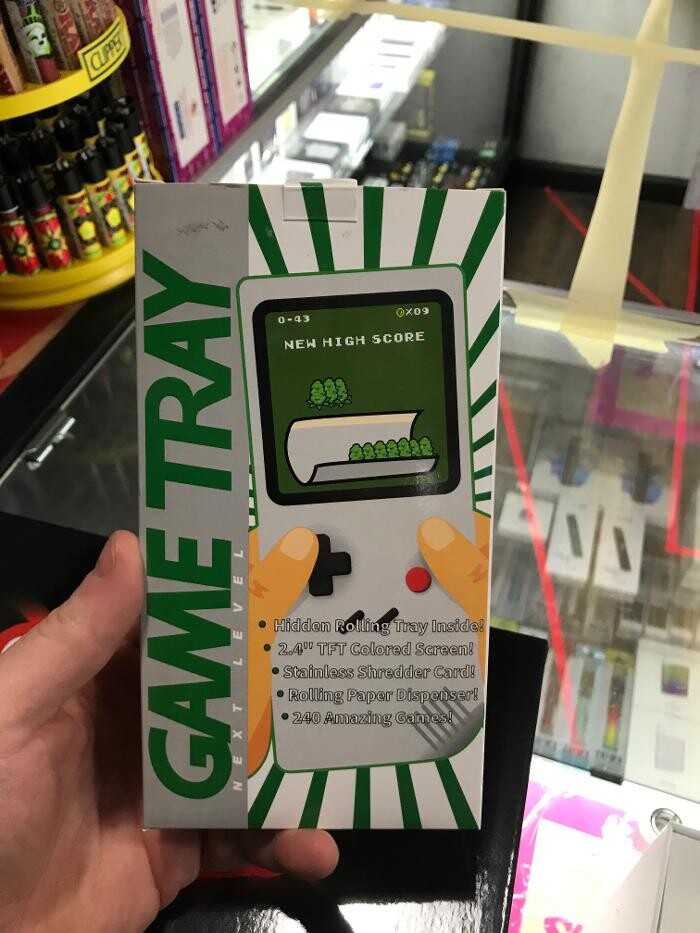 CLIPPER
GAME TRAY
NEXT LEVEL
0-43
0X09
NEW HIGH SCORE
• Hidden Rolling Tray Inside!
• 2.4" TFT Colored Screen!
• Stainless Shredder Card!
• Rolling Paper Dispenser!
• 240 Amazing Games!